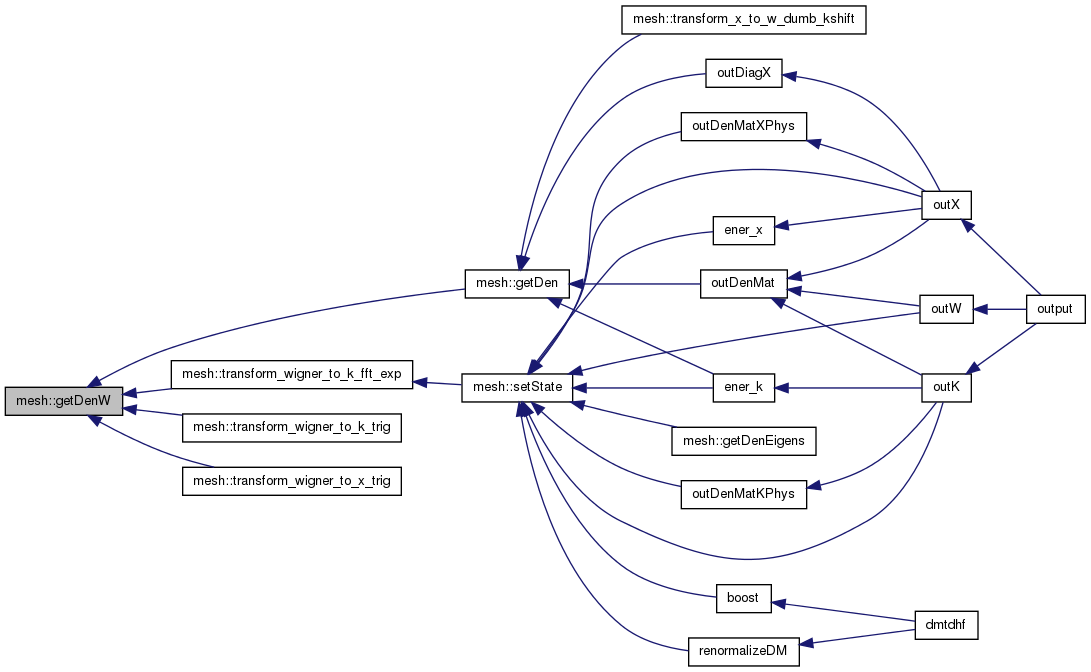 mesh::transform_x_to_w_dumb_kshift
outDiagX
outDenMatXPhys
outX
ener_x
mesh::getDen
outDenMat
outW
output
mesh::transform_wigner_to_k_fft_exp
mesh::setState
ener_k
outK
mesh::getDenW
mesh::transform_wigner_to_k_trig
mesh::getDenEigens
mesh::transform_wigner_to_x_trig
outDenMatKPhys
boost
dmtdhf
renormalizeDM